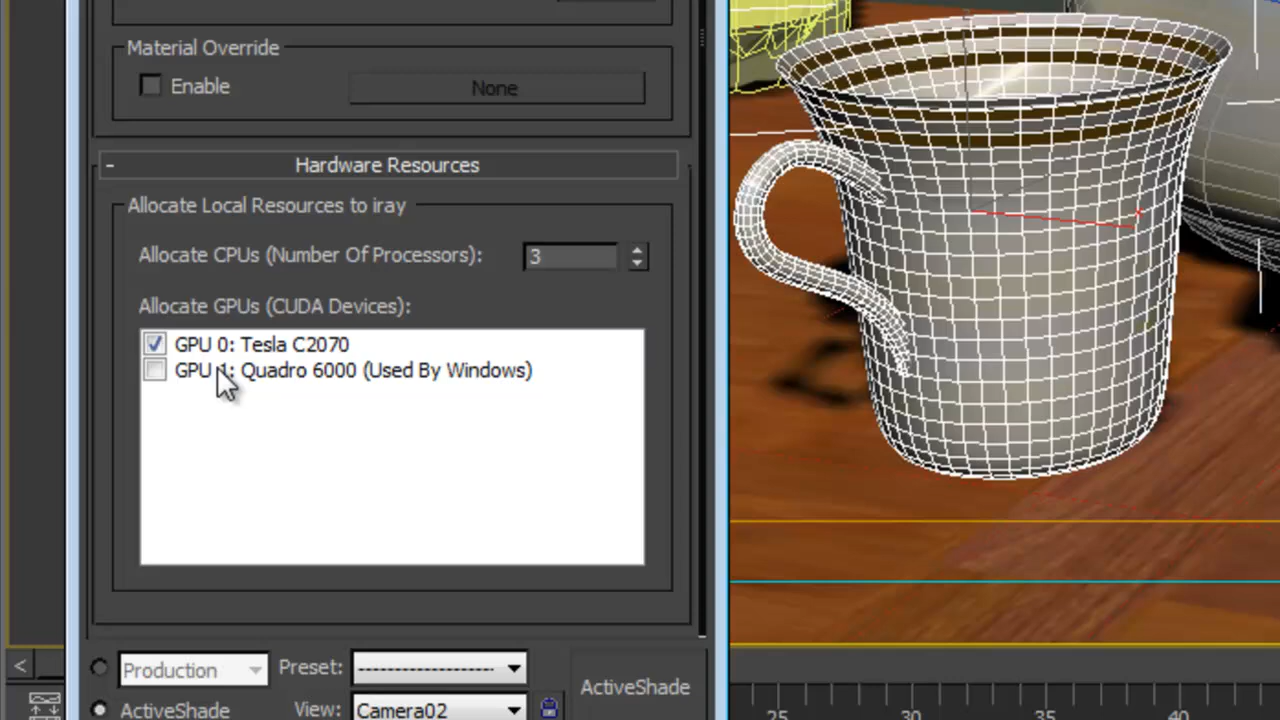 Material Override
Enable
None
- Hardware Resources
Allocate Local Resources to iray
Allocate CPUs (Number Of Processors): 3
Allocate GPUs (CUDA Devices):
GPU 0: Tesla C2070
GPU 1: Quadro 6000 (Used By Windows)
< Production Preset: --------------------
ActiveShade
ActiveShade View: Camera02
25 30 35 40